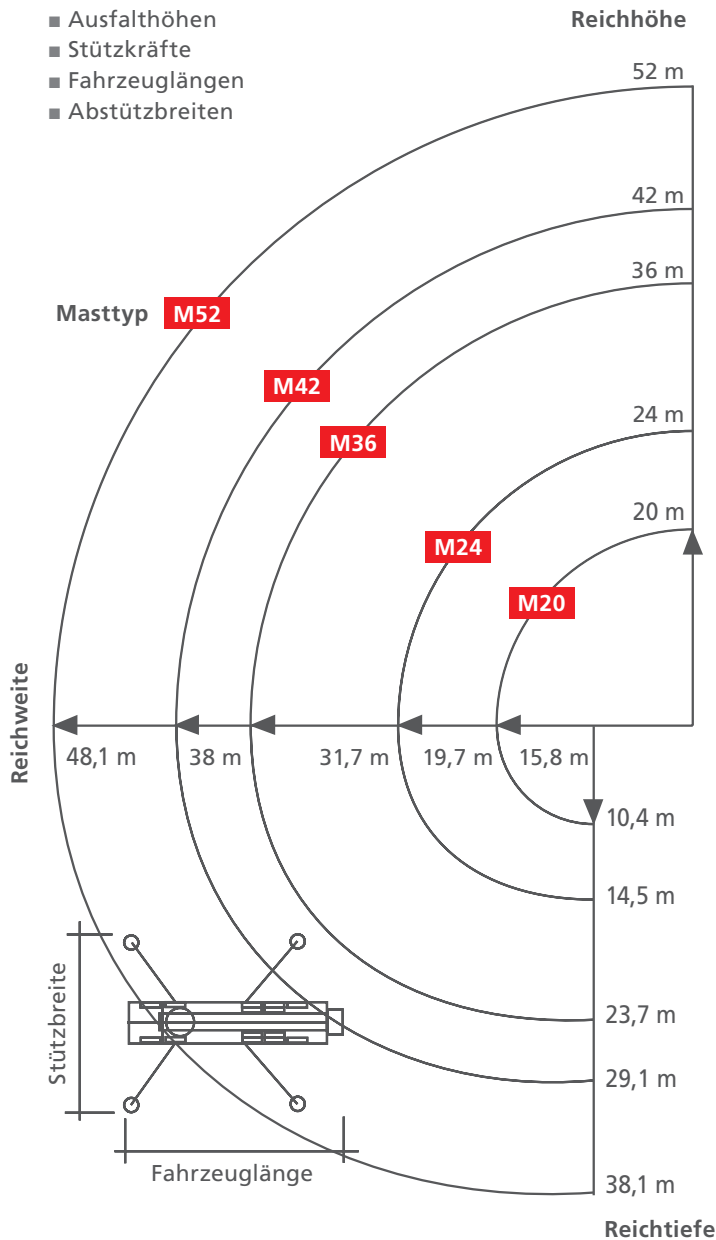 ■ Ausfalthöhen
■ Stützkräfte
■ Fahrzeuglängen
■ Abstützbreiten
Reichhöhe
52 m
42 m
36 m
Masttyp M52
M42
M36
24 m
M24
20 m
M20
Reichweite
48,1 m
38 m
31,7 m
19,7 m
15,8 m
10,4 m
14,5 m
23,7 m
29,1 m
38,1 m
Reichtiefe
Stützbreite
Fahrzeuglänge